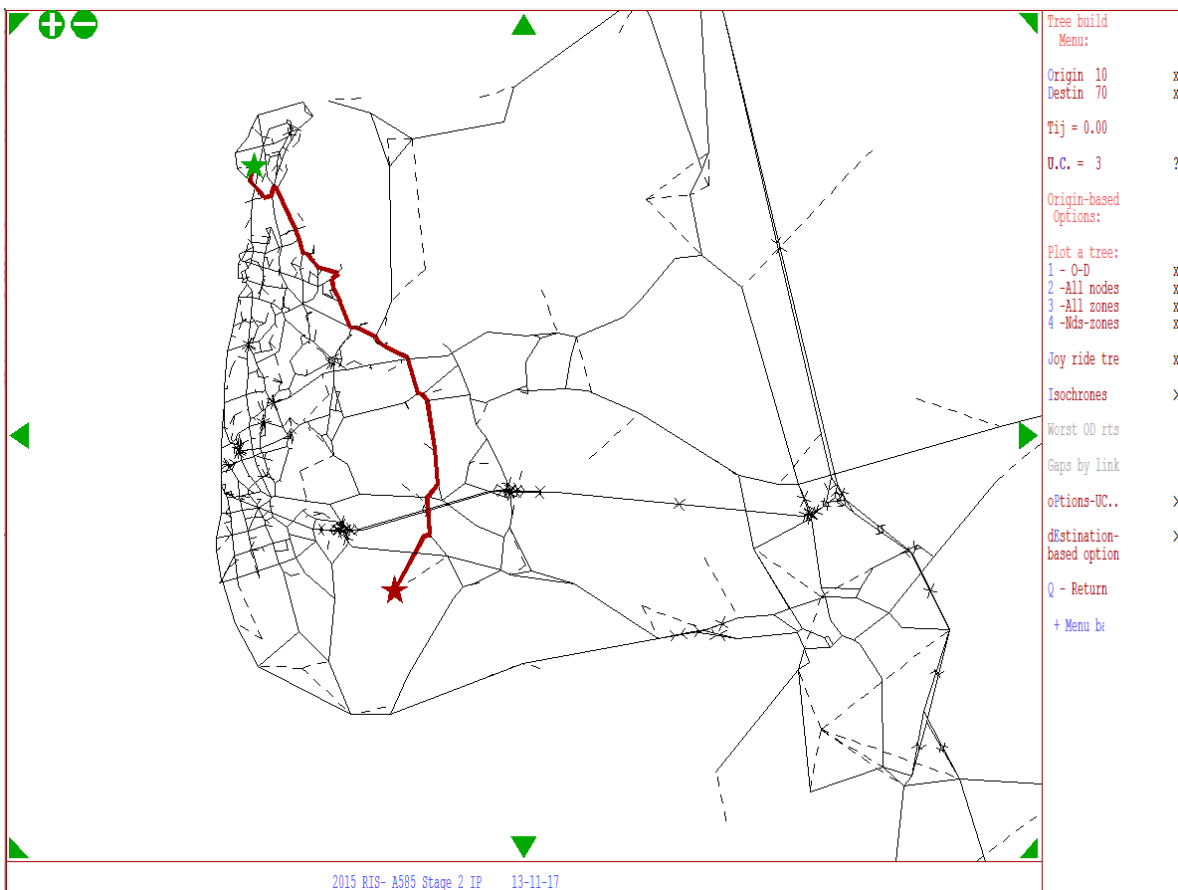 Tree build
Menu:
Origin 10 x
Destin 70 x
Tij = 0.00
U.C. = 3 ?
Origin-based
Options:
Plot a tree:
1 - O-D x
2 -All nodes x
3 -All zones x
4 -Nds-zones x
Joy ride tre x
Isochrones >
Worst OD rts
Gaps by link
oPtions-UC.. >
dEstination- >
based option
Q - Return
+ Menu ba
2015 RIS- A585 Stage 2 IP 13-11-17